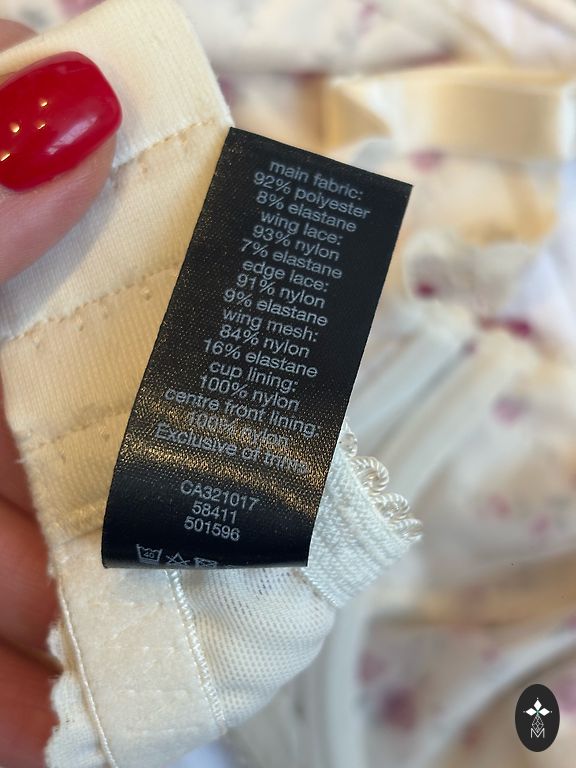 main fabric:
92% polyester
8% elastane
wing lace:
93% nylon
7% elastane
edge lace:
91% nylon
9% elastane
wing mesh:
84% nylon
16% elastane
cup lining:
100% nylon
centre front lining
100% nylon
Exclusive of trims
CA321017
58411
501596
40
M